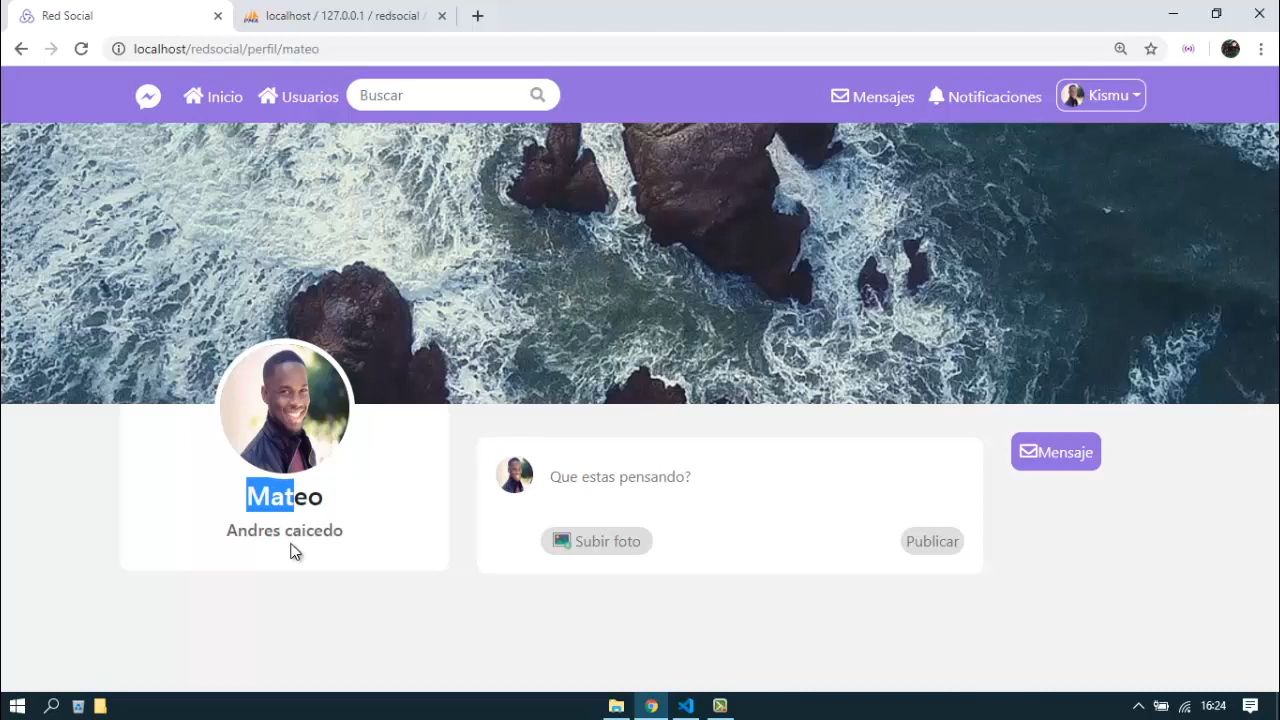 Red Social
localhost / 127.0.0.1 / redsocial /
localhost/redsocial/perfil/mateo
Inicio
Usuarios
Buscar
Mensajes
Notificaciones
Kismu
Mateo
Andres caicedo
Que estas pensando?
Subir foto
Publicar
Mensaje
16:24